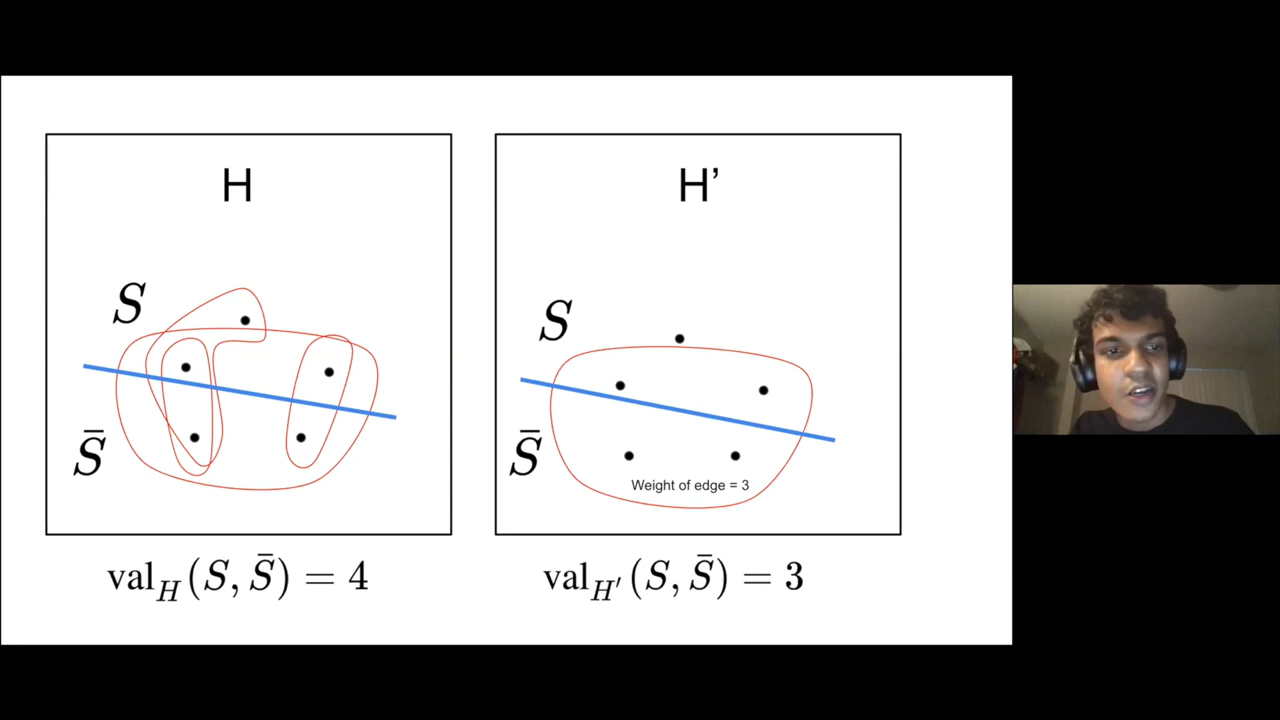 H
S
S̄
val_H(S, S̄) = 4
H’
S
S̄
Weight of edge = 3
val_H'(S, S̄) = 3